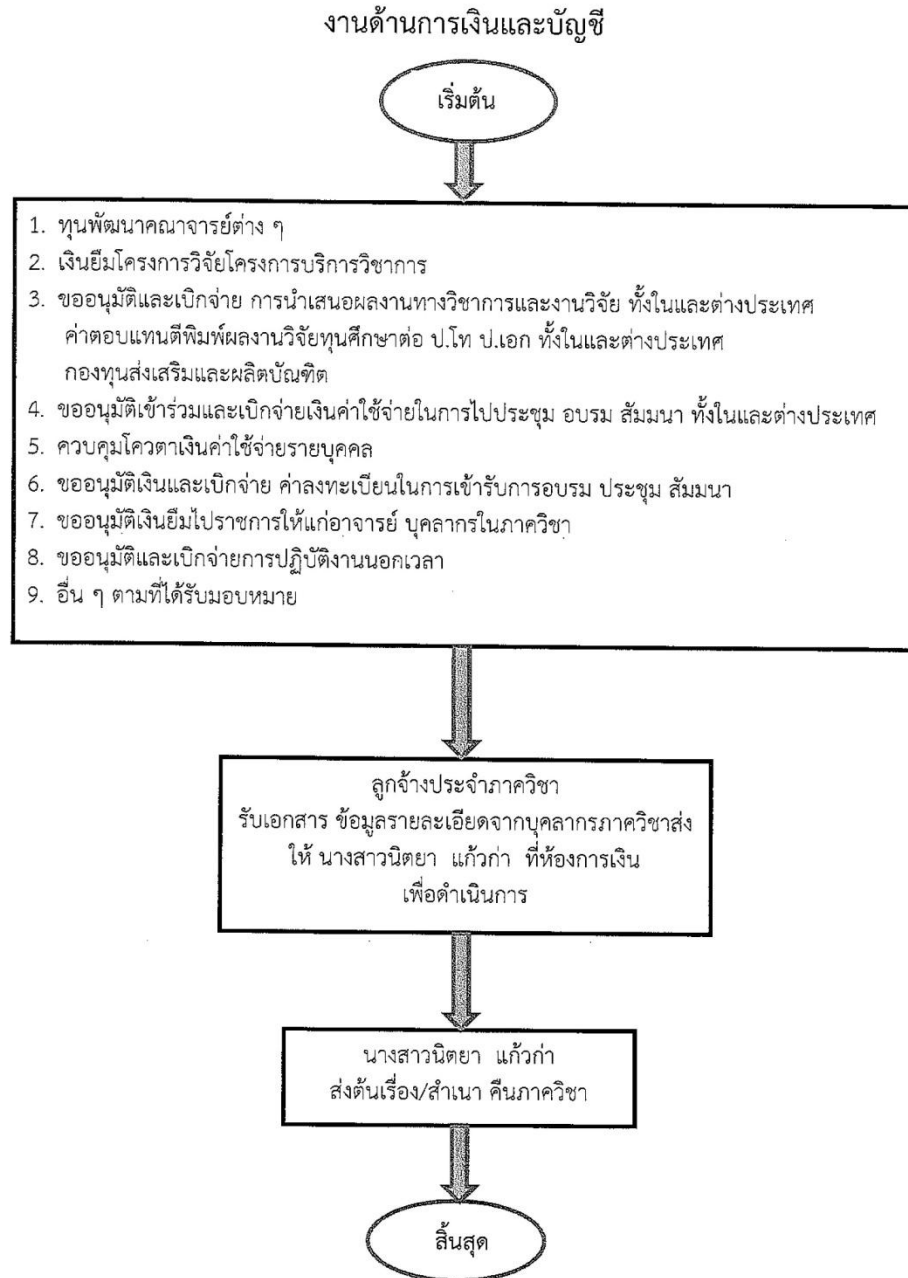 งานด้านการเงินและบัญชี
เริ่มต้น
1. ทุนพัฒนาคณาจารย์ต่าง ๆ
2. เงินยืมโครงการวิจัยโครงการบริการวิชาการ
3. ขออนุมัติและเบิกจ่าย การนำเสนอผลงานทางวิชาการและงานวิจัย ทั้งในและต่างประเทศ
ค่าตอบแทนตีพิมพ์ผลงานวิจัยทุนศึกษาต่อ ป.โท ป.เอก ทั้งในและต่างประเทศ
กองทุนส่งเสริมและผลิตบัณฑิต
4. ขออนุมัติเข้าร่วมและเบิกจ่ายเงินค่าใช้จ่ายในการไปประชุม อบรม สัมมนา ทั้งในและต่างประเทศ
5. ควบคุมโควตาเงินค่าใช้จ่ายรายบุคคล
6. ขออนุมัติเงินและเบิกจ่าย ค่าลงทะเบียนในการเข้ารับการอบรม ประชุม สัมมนา
7. ขออนุมัติเงินยืมไปราชการให้แก่อาจารย์ บุคลากรในภาควิชา
8. ขออนุมัติและเบิกจ่ายการปฏิบัติงานนอกเวลา
9. อื่น ๆ ตามที่ได้รับมอบหมาย
ลูกจ้างประจำภาควิชา
รับเอกสาร ข้อมูลรายละเอียดจากบุคลากรภาควิชาส่ง
ให้ นางสาวนิตยา แก้วก่า ที่ห้องการเงิน
เพื่อดำเนินการ
นางสาวนิตยา แก้วก่า
ส่งต้นเรื่อง/สำเนา คืนภาควิชา
สิ้นสุด